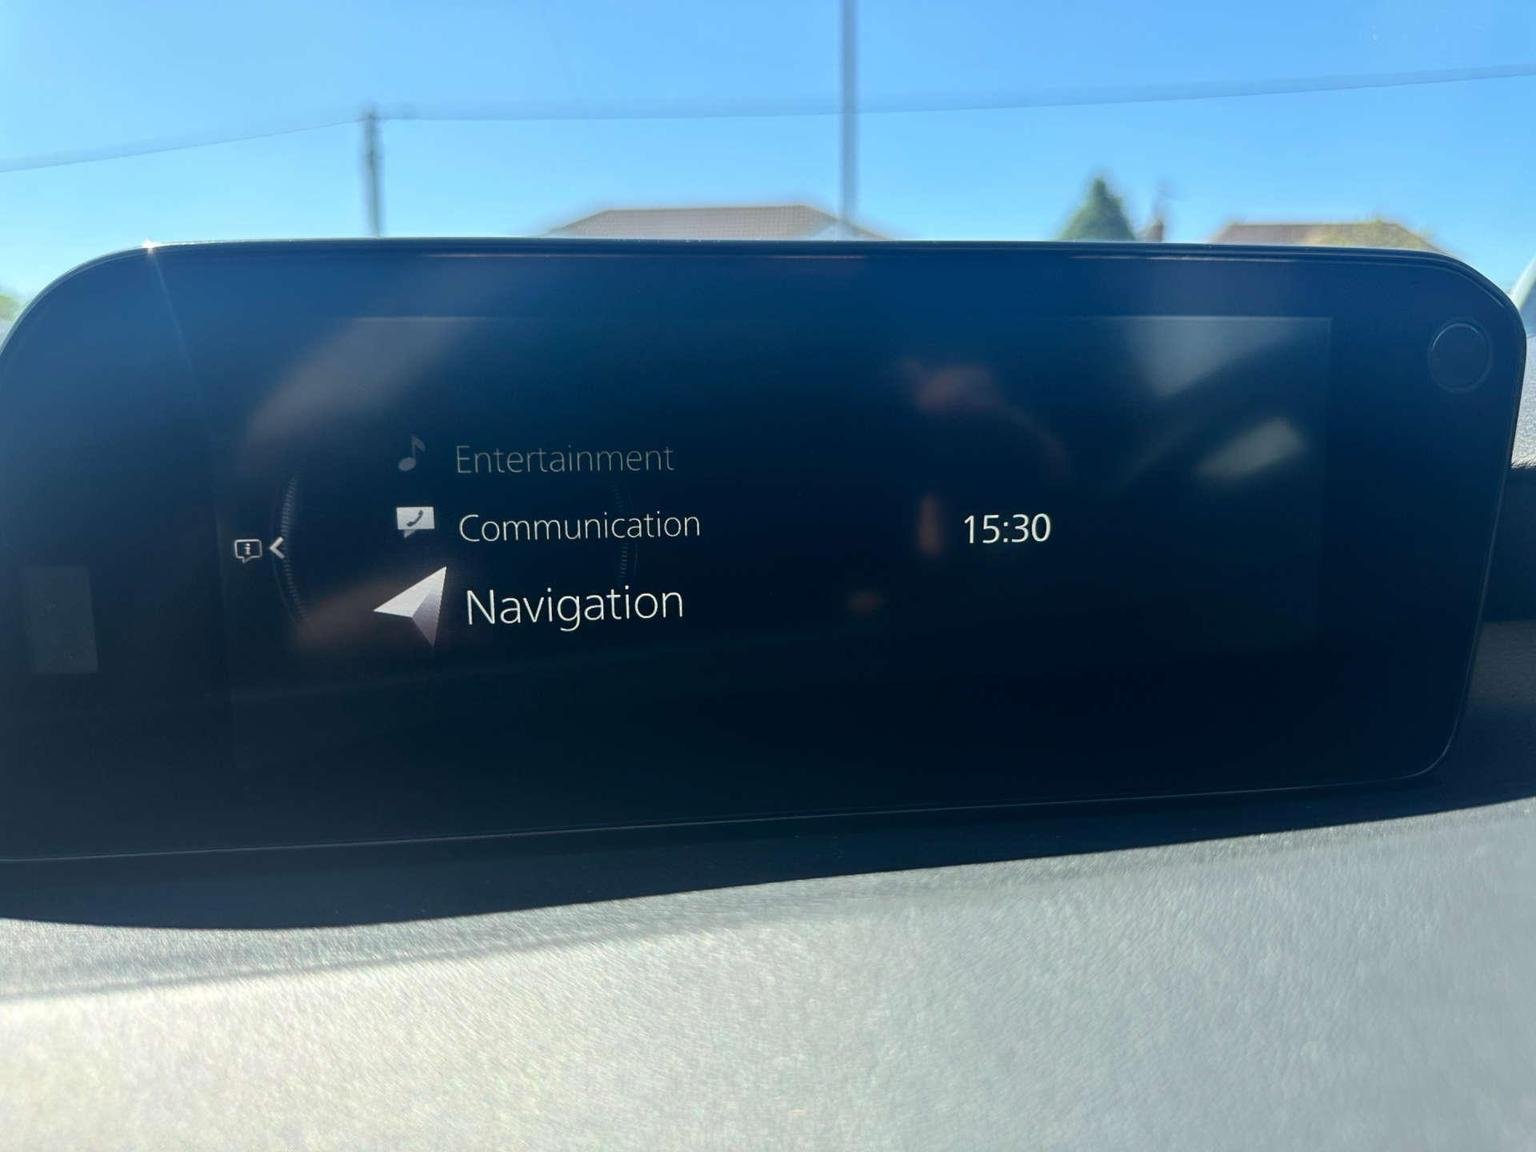 Entertainment
Communication
15:30
Navigation